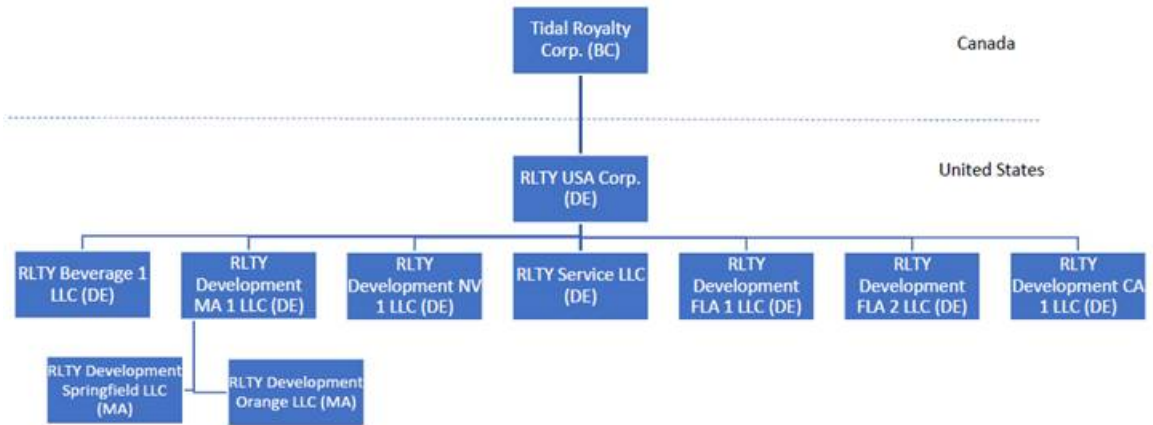 Tidal Royalty
Corp. (BC)
Canada
RLTY USA Corp.
(DE)
United States
RLTY Beverage 1
LLC (DE)
RLTY
Development
MA 1 LLC (DE)
RLTY
Development NV
1 LLC (DE)
RLTY Service LLC
(DE)
RLTY
Development
FLA 1 LLC (DE)
RLTY
Development
FLA 2 LLC (DE)
RLTY
Development CA
1 LLC (DE)
RLTY Development
Springfield LLC
(MA)
RLTY Development
Orange LLC (MA)